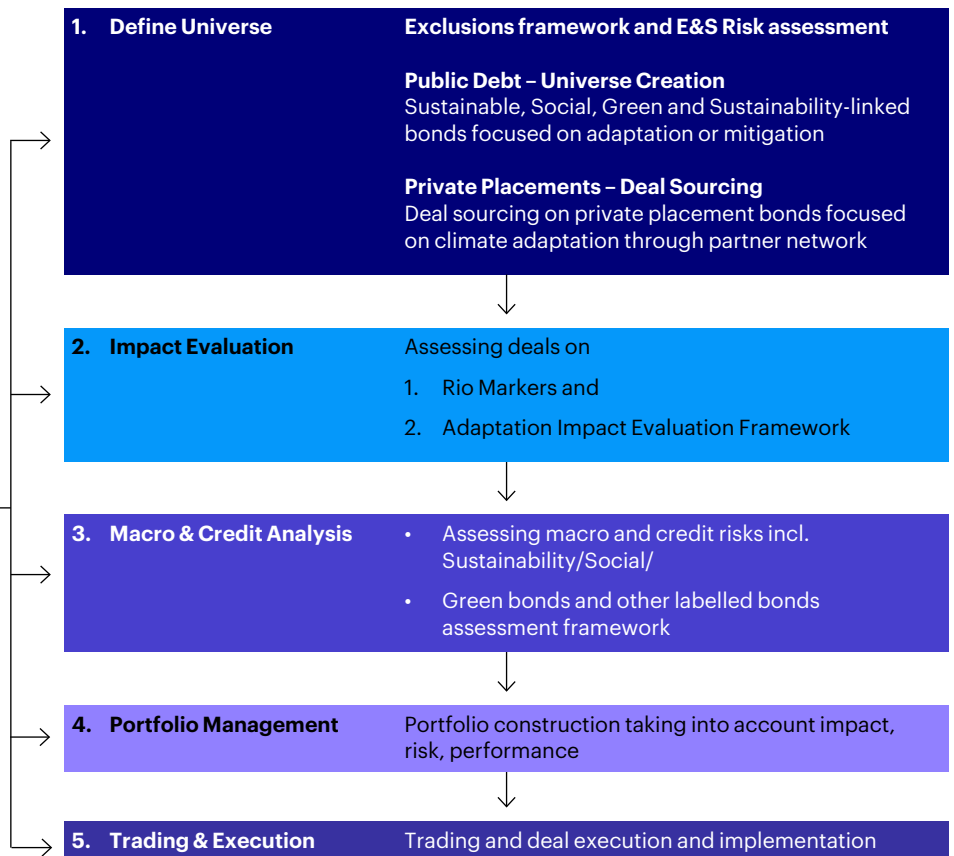 1. Define Universe
Exclusions framework and E&S Risk assessment
Public Debt – Universe Creation
Sustainable, Social, Green and Sustainability-linked
bonds focused on adaptation or mitigation
Private Placements – Deal Sourcing
Deal sourcing on private placement bonds focused
on climate adaptation through partner network
2. Impact Evaluation
Assessing deals on
1. Rio Markers and
2. Adaptation Impact Evaluation Framework
3. Macro & Credit Analysis
• Assessing macro and credit risks incl.
Sustainability/Social/
• Green bonds and other labelled bonds
assessment framework
4. Portfolio Management
Portfolio construction taking into account impact,
risk, performance
5. Trading & Execution
Trading and deal execution and implementation